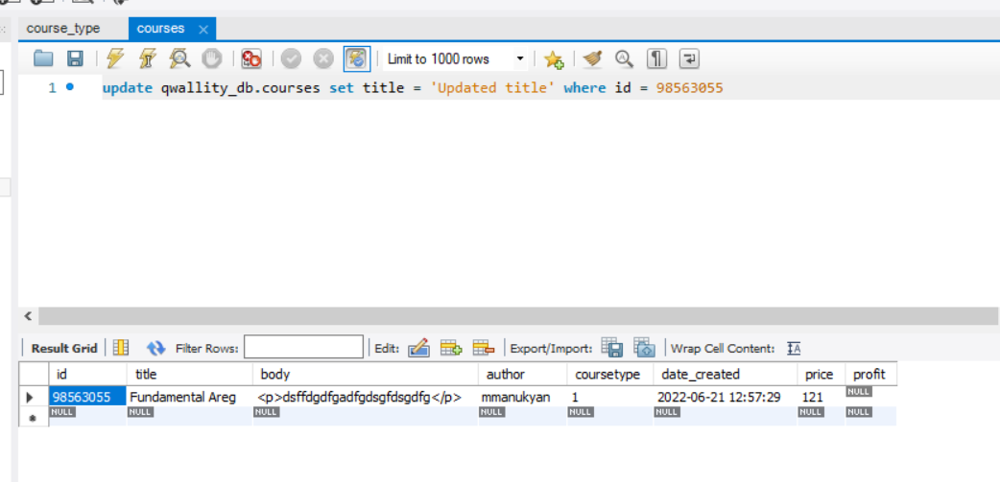 course_type courses
Limit to 1000 rows
1 update qwallity_db.courses set title = 'Updated title' where id = 98563055
Result Grid Filter Rows: Edit: Export/Import: Wrap Cell Content:
id title body author coursetype date_created price profit
98563055 Fundamental Areg <p>dsffdgdfgadfgdsgfdsgdfg</p> mmanukyan 1 2022-06-21 12:57:29 121 NULL
NULL NULL NULL NULL NULL NULL NULL NULL